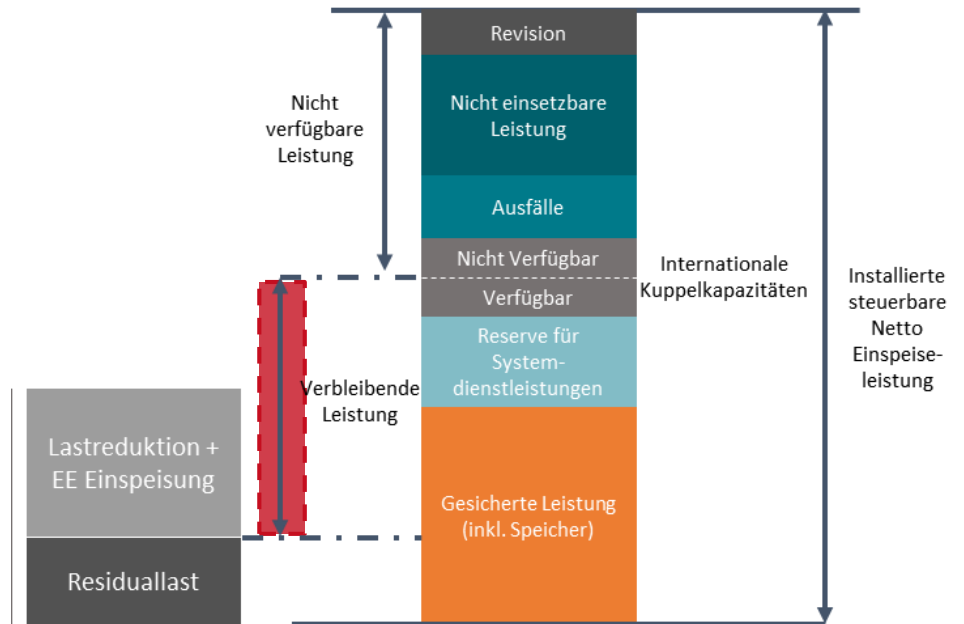 Revision
Nicht einsetzbare
Leistung
Nicht
verfügbare
Leistung
Ausfälle
Nicht Verfügbar
Verfügbar
Internationale
Kuppelkapazitäten
Installierte
steuerbare
Netto
Einspeise-
leistung
Reserve für
System-
dienstleistungen
Verbleibende
Leistung
Lastreduktion +
EE Einspeisung
Gesicherte Leistung
(inkl. Speicher)
Residuallast